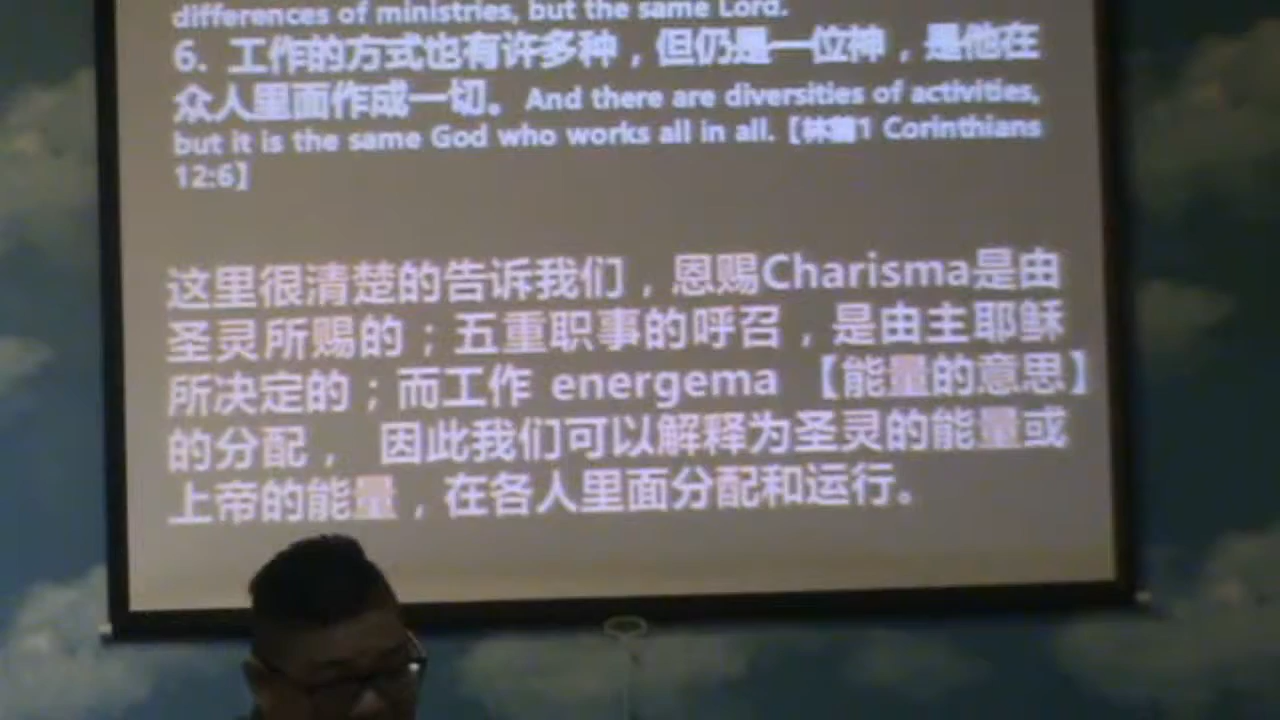 differences of ministries, but the same Lord.
6. 工作的方式也有许多种，但仍是一位神，是他在
众人里面作成一切。And there are diversities of activities,
but it is the same God who works all in all.【林前1 Corinthians
12:6】
这里很清楚的告诉我们，恩赐Charisma是由
圣灵所赐的；五重职事的呼召，是由主耶稣
所决定的；而工作 energema 【能量的意思】
的分配， 因此我们可以解释为圣灵的能量或
上帝的能量，在各人里面分配和运行。